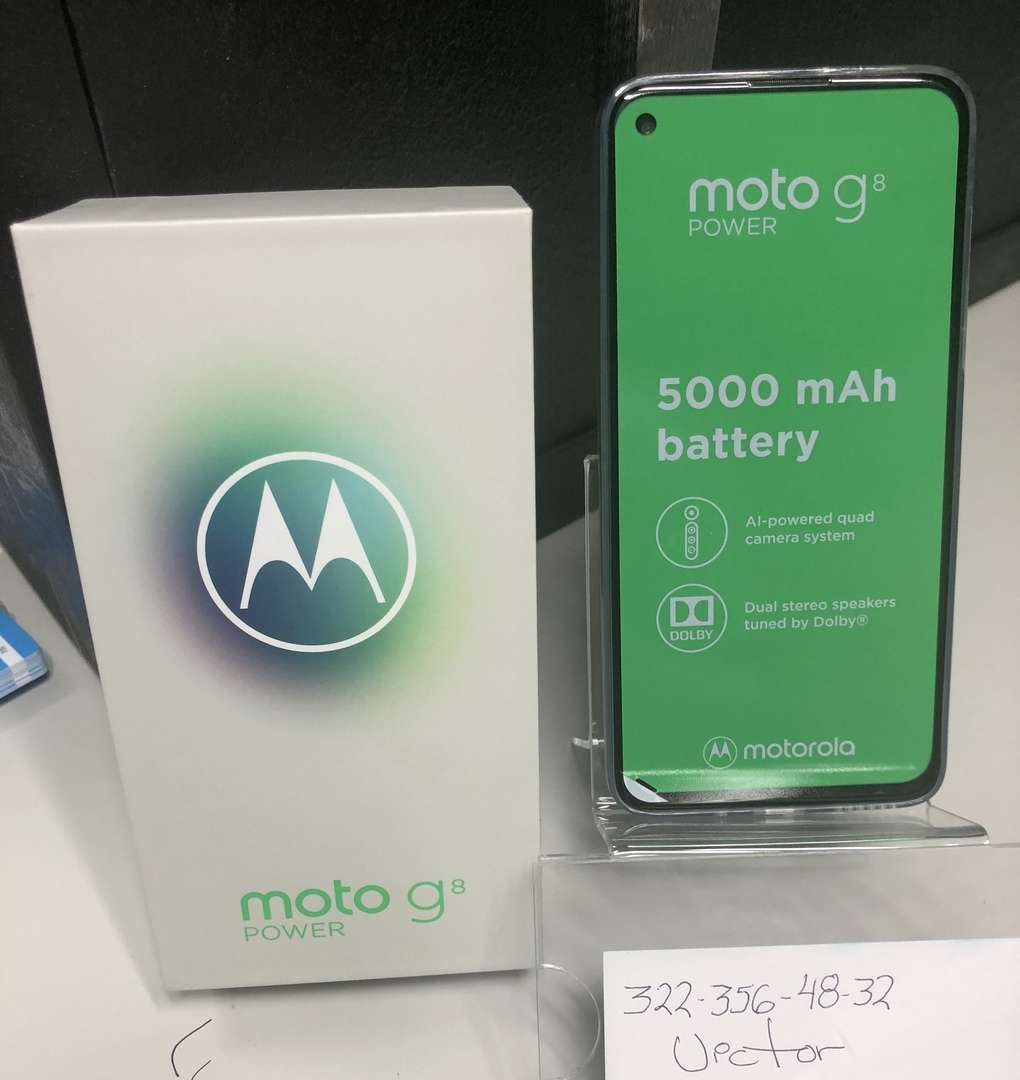 moto g8
POWER
moto g8
POWER
5000 mAh
battery
AI-powered quad
camera system
DOLBY
Dual stereo speakers
tuned by Dolby®
motorola
322-356-48-32